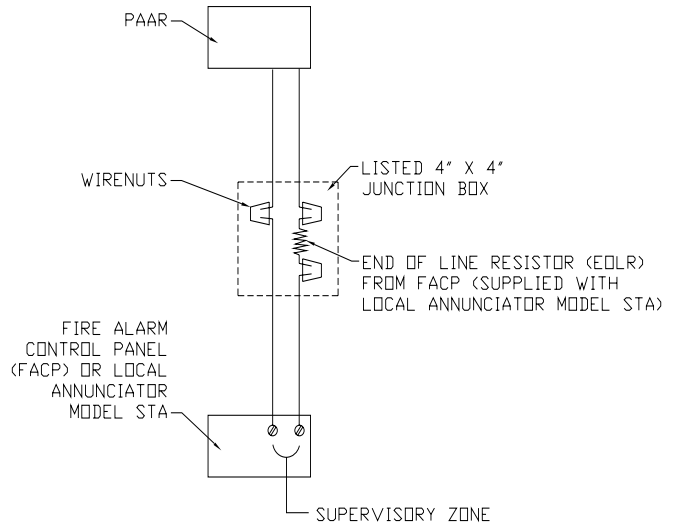 PAAR
LISTED 4" X 4"
JUNCTION BOX
WIRENUTS
END OF LINE RESISTOR (EOLR)
FROM FACP (SUPPLIED WITH
LOCAL ANNUNCIATOR MODEL STA)
FIRE ALARM
CONTROL PANEL
(FACP) OR LOCAL
ANNUNCIATOR
MODEL STA
SUPERVISORY ZONE